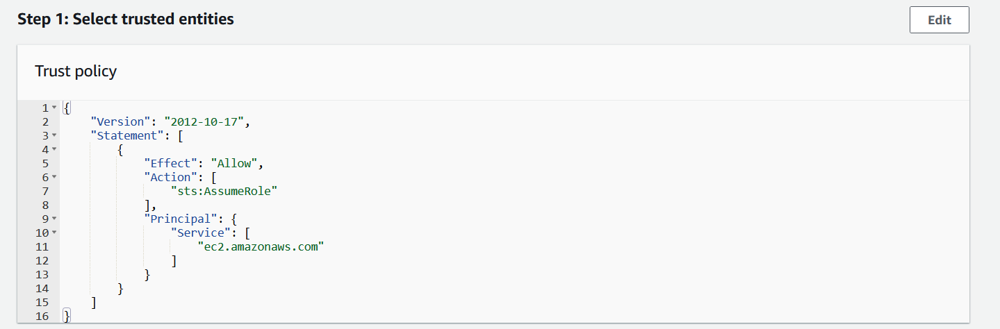 Step 1: Select trusted entities
Edit
Trust policy
1 {
2     "Version": "2012-10-17",
3     "Statement": [
4         {
5             "Effect": "Allow",
6             "Action": [
7                 "sts:AssumeRole"
8             ],
9             "Principal": {
10                 "Service": [
11                     "ec2.amazonaws.com"
12                 ]
13             }
14         }
15     ]
16 }